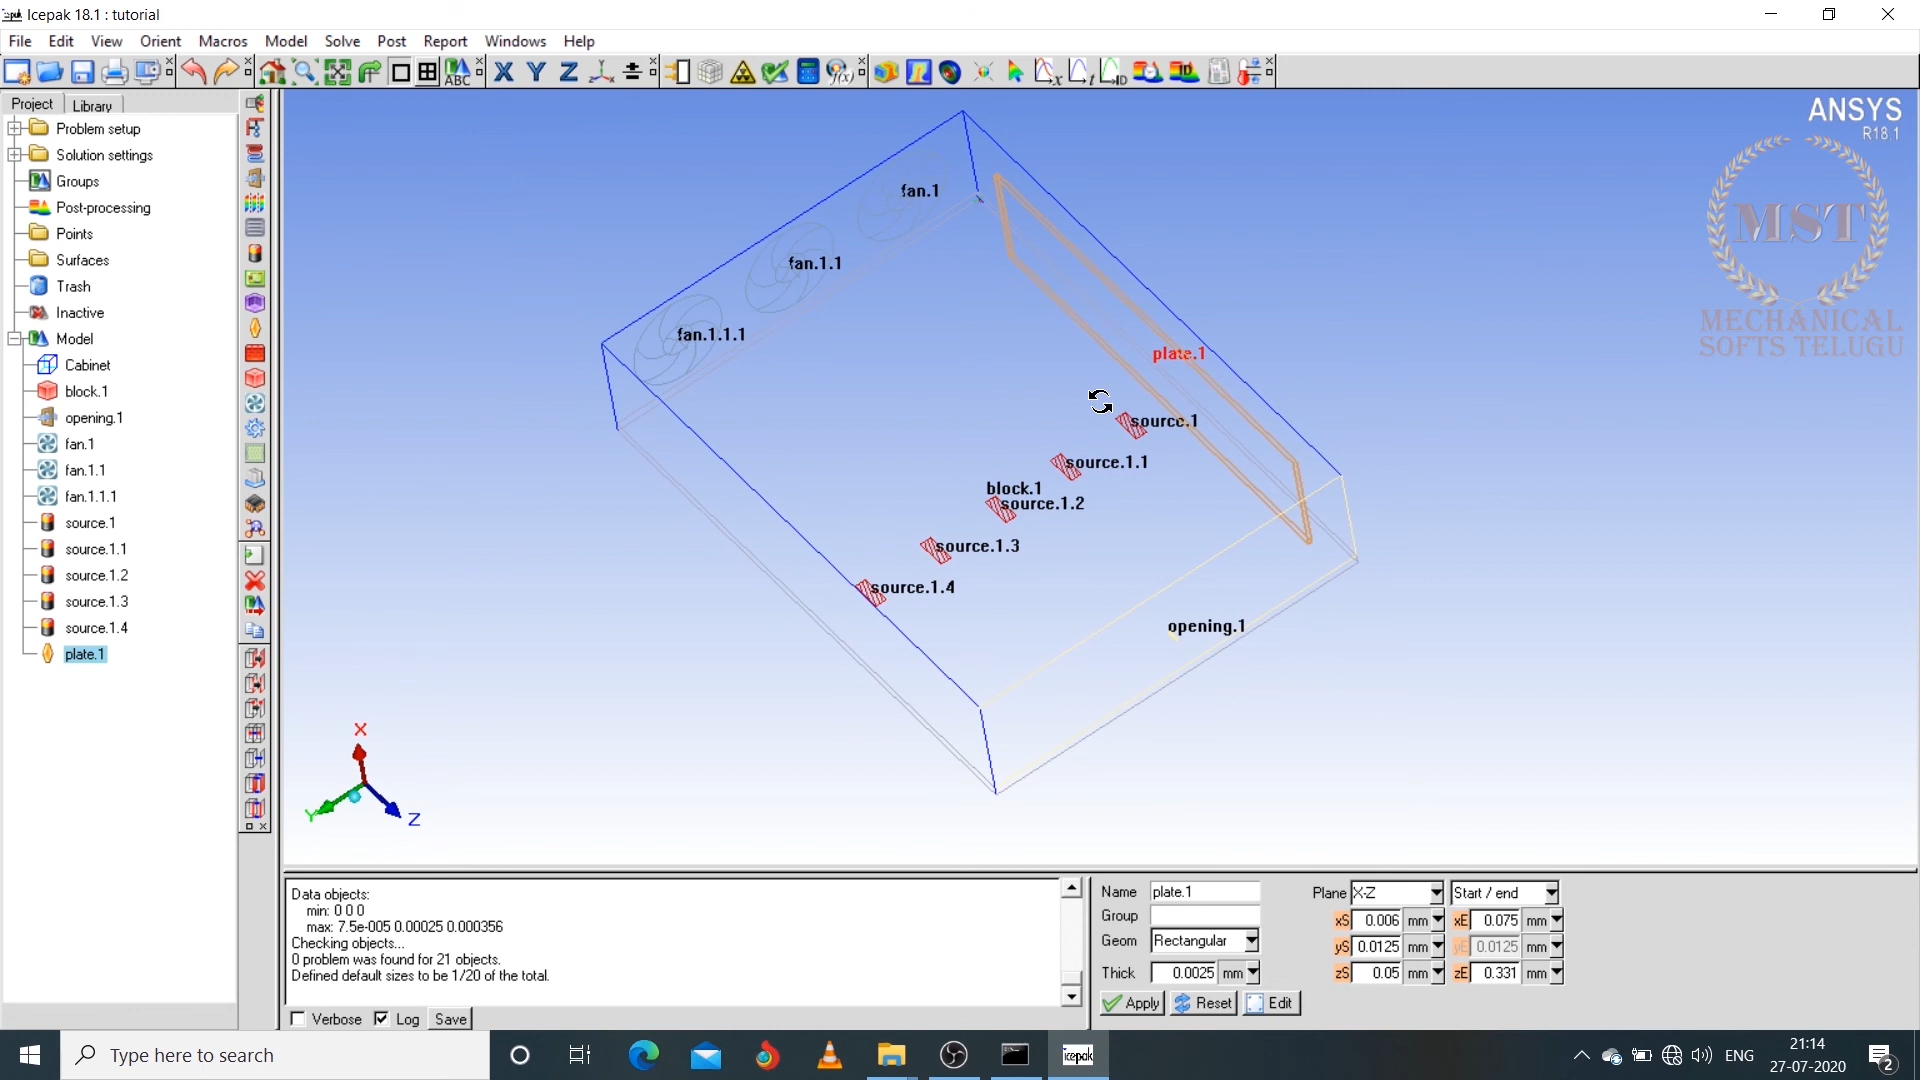 Icepak 18.1 : tutorial
File Edit View Orient Macros Model Solve Post Report Windows Help
ABC X Y Z f(x) x t ID ID
Project Library
Problem setup
Solution settings
Groups
Post-processing
Points
Surfaces
Trash
Inactive
Model
Cabinet
block.1
opening.1
fan.1
fan.1.1
fan.1.1.1
source.1
source.1.1
source.1.2
source.1.3
source.1.4
plate.1
ANSYS
R18.1
MST
MECHANICAL
SOFTS TELUGU
fan.1
fan.1.1
fan.1.1.1
plate.1
source.1
source.1.1
block.1
source.1.2
source.1.3
source.1.4
opening.1
X
Y
Z
Data objects:
min: 0 0 0
max: 7.5e-005 0.00025 0.000356
Checking objects...
0 problem was found for 21 objects.
Defined default sizes to be 1/20 of the total.
Verbose Log Save
Name plate.1 Plane X-Z Start / end
Group xS 0.006 mm xE 0.075 mm
Geom Rectangular yS 0.0125 mm yE 0.0125 mm
Thick 0.0025 mm zS 0.05 mm zE 0.331 mm
Apply Reset Edit
Type here to search
icepak
ENG
21:14
27-07-2020
2